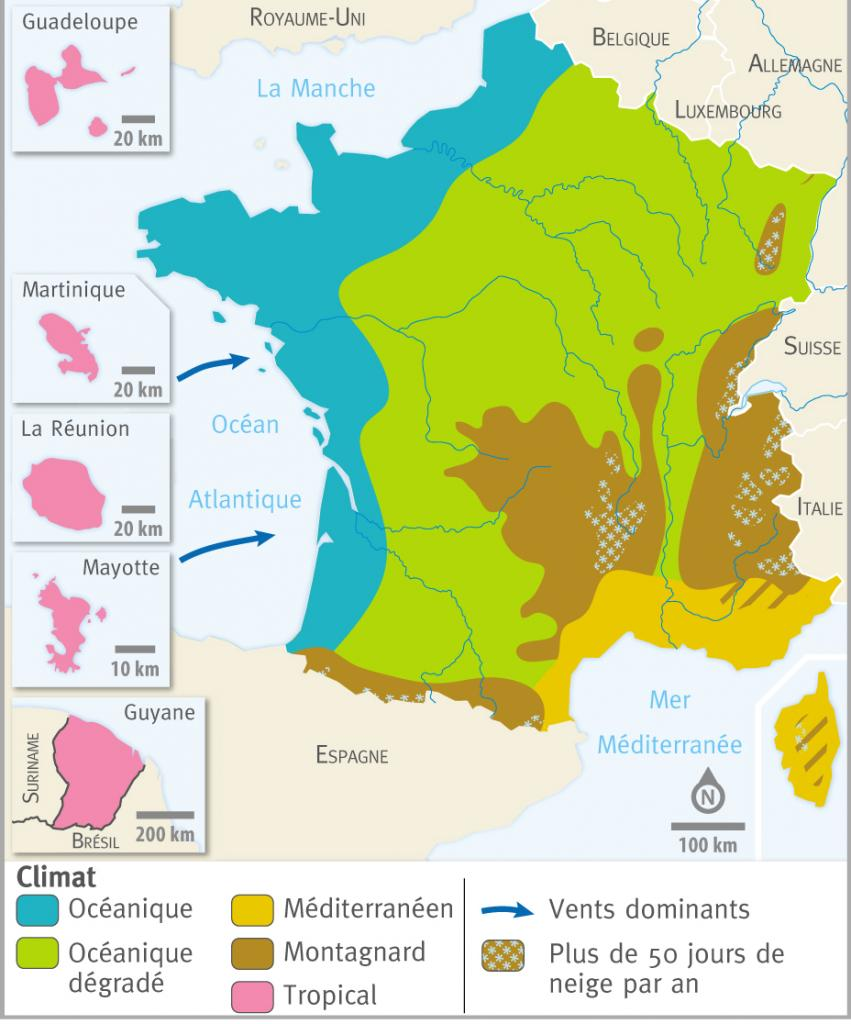 Guadeloupe
20 km
ROYAUME-UNI
BELGIQUE
ALLEMAGNE
LUXEMBOURG
La Manche
Martinique
20 km
SUISSE
La Réunion
20 km
Océan
Atlantique
ITALIE
Mayotte
10 km
Guyane
SURINAME
BRÉSIL
200 km
ESPAGNE
Mer
Méditerranée
N
100 km
Climat
Océanique
Océanique
dégradé
Méditerranéen
Montagnard
Tropical
Vents dominants
Plus de 50 jours de
neige par an